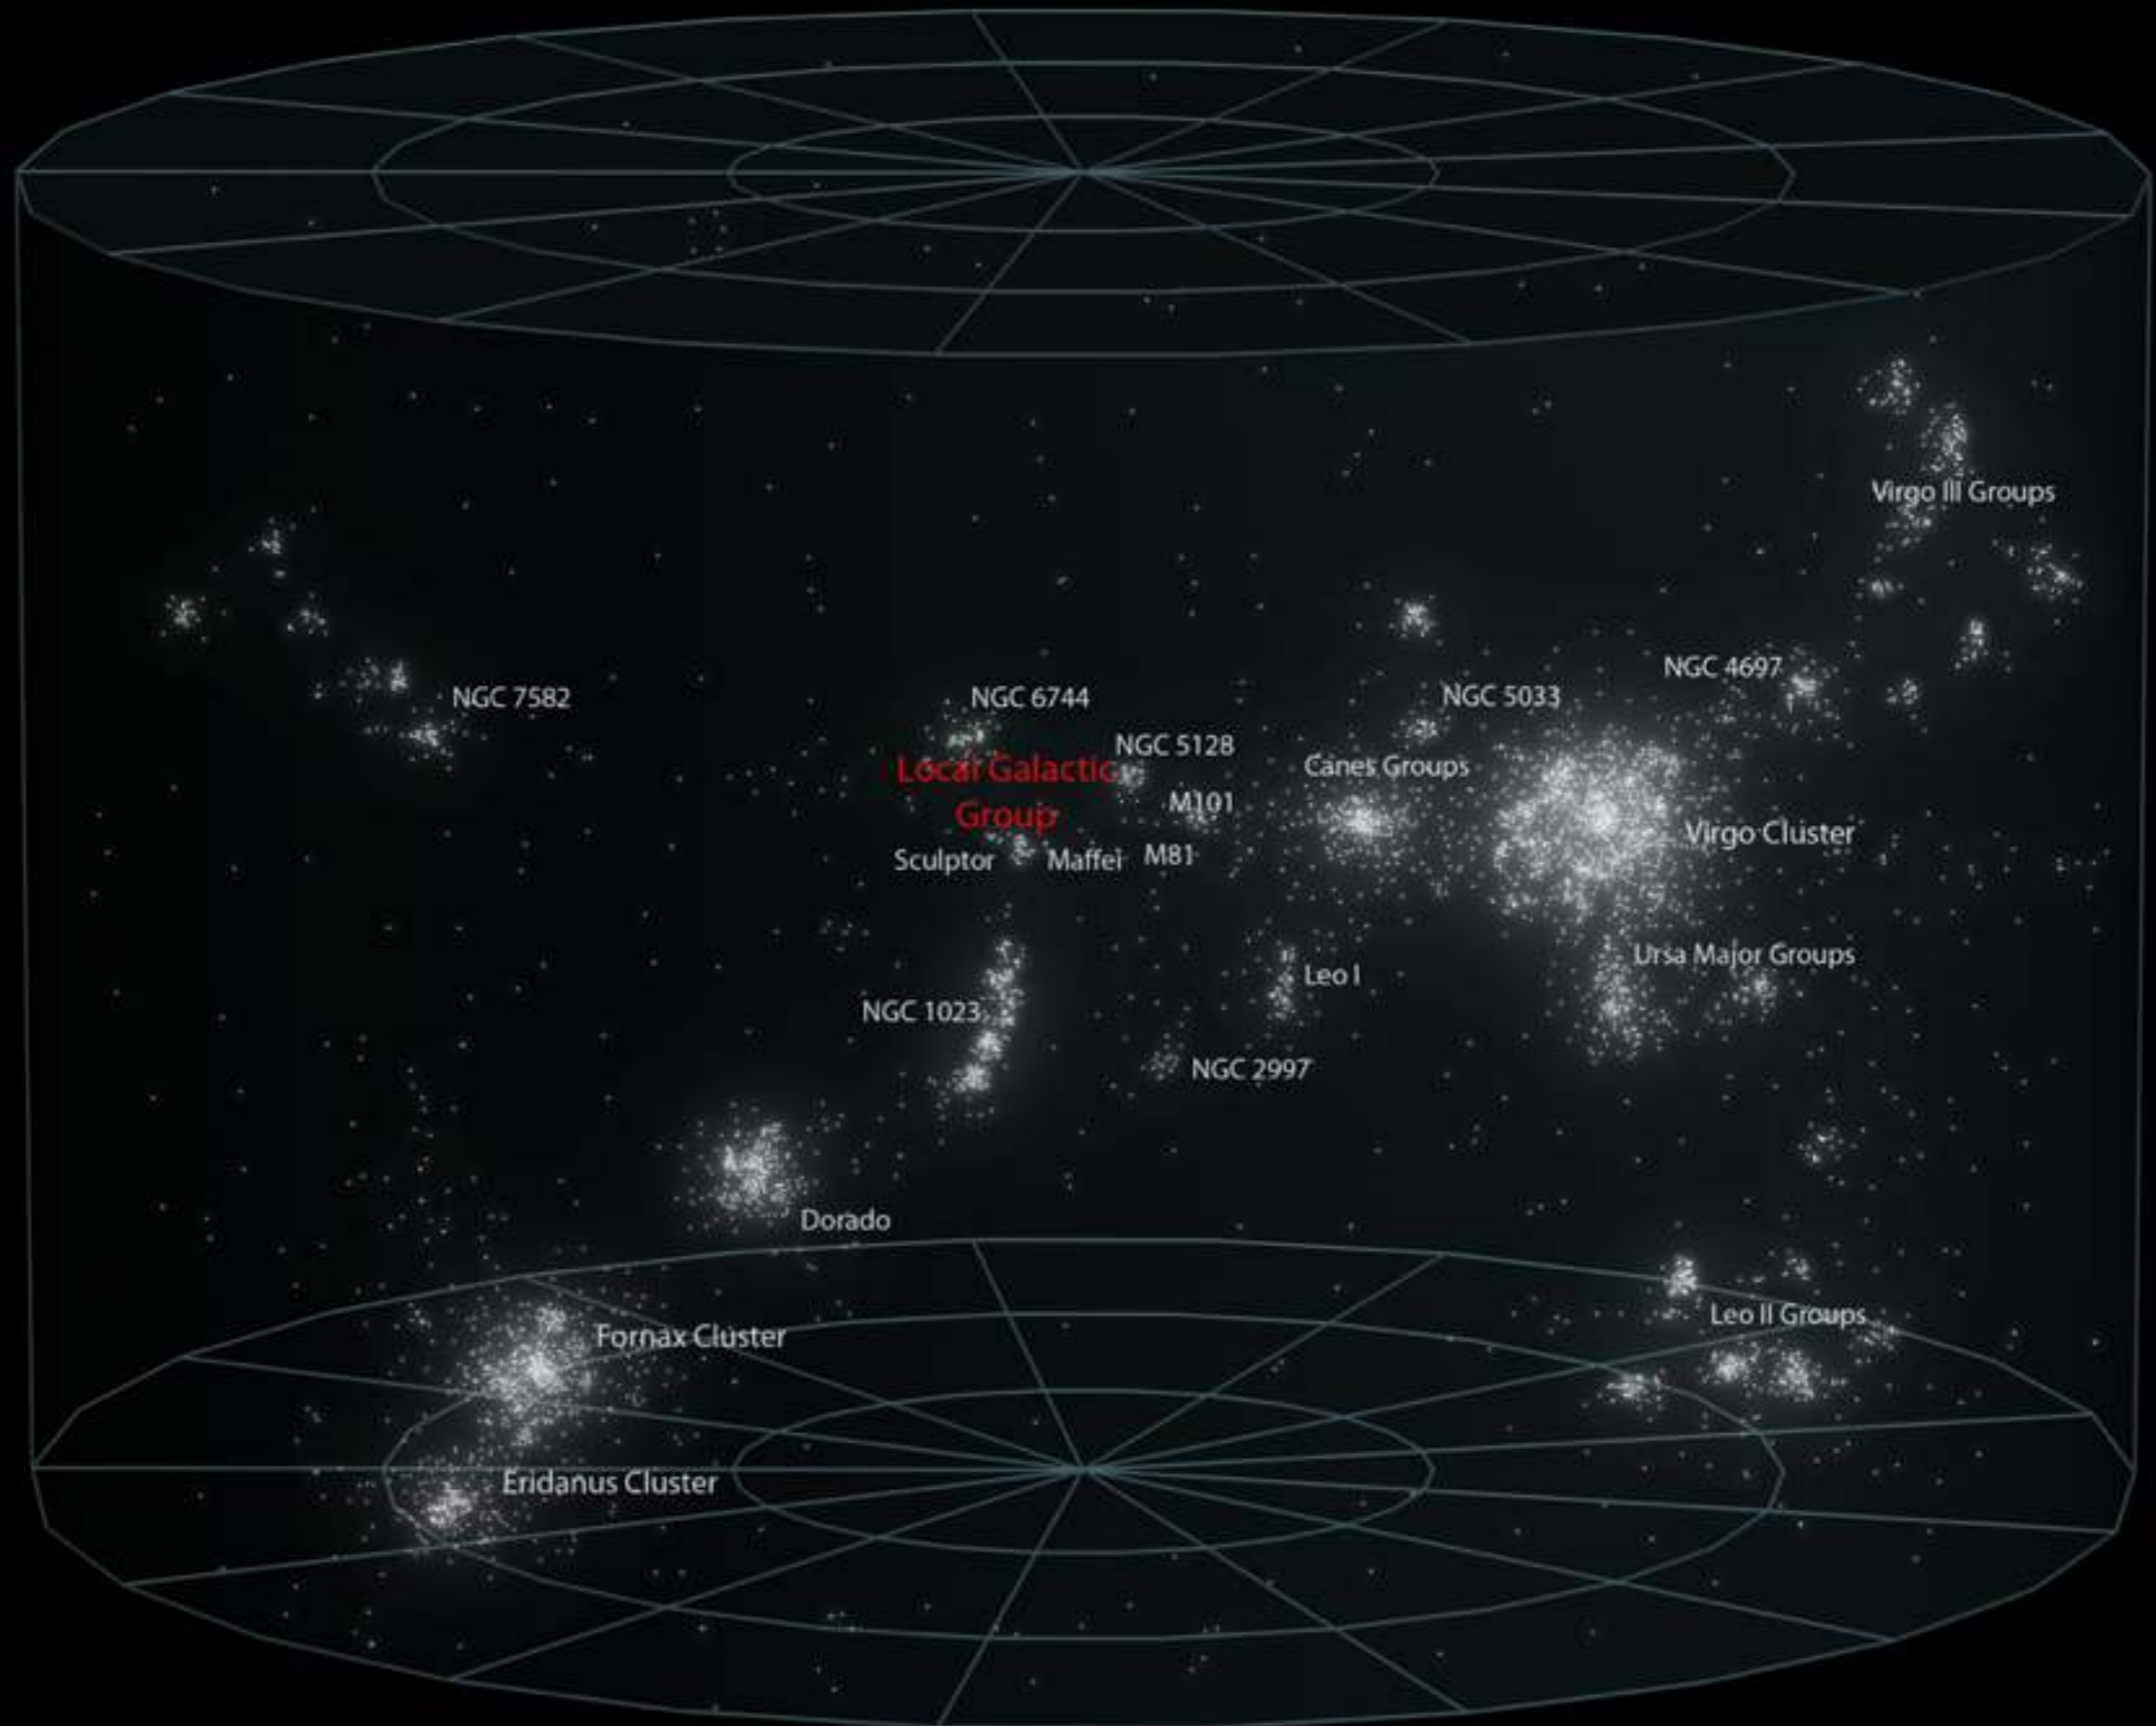 Virgo III Groups
NGC 4697
NGC 7582
NGC 6744
NGC 5033
NGC 5128
Canes Groups
Local Galactic
Group
M101
Virgo Cluster
Sculptor
Maffei
M81
Ursa Major Groups
Leo I
NGC 1023
NGC 2997
Dorado
Leo II Groups
Fornax Cluster
Eridanus Cluster